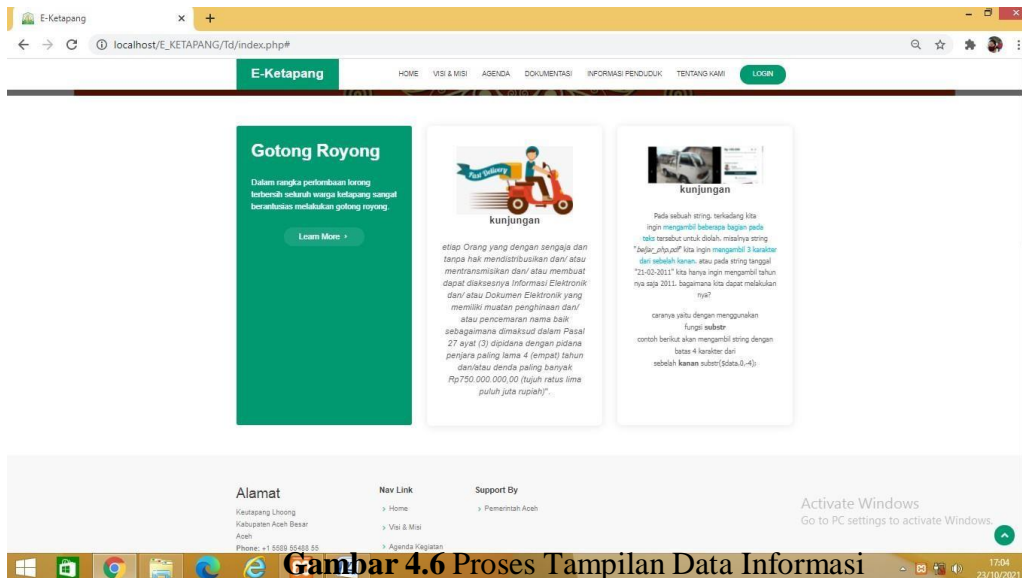 E-Ketapang
localhost/E_KETAPANG/Td/index.php#
E-Ketapang
HOME VISI & MISI AGENDA DOKUMENTASI INFORMASI PENDUDUK TENTANG KAMI LOGIN
Gotong Royong
Dalam rangka perlombaan lorong
terbersih seluruh warga ketapang sangat
berantusias melakukan gotong royong.
Learn More >
Fast Delivery
kunjungan
etiap Orang yang dengan sengaja dan
tanpa hak mendistribusikan dan/ atau
mentransmisikan dan/ atau membuat
dapat diaksesnya Informasi Elektronik
dan/ atau Dokumen Elektronik yang
memiliki muatan penghinaan dan/
atau pencemaran nama baik
sebagaimana dimaksud dalam Pasal
27 ayat (3) dipidana dengan pidana
penjara paling lama 4 (empat) tahun
dan/atau denda paling banyak
Rp750.000.000,00 (tujuh ratus lima
puluh juta rupiah)".
kunjungan
Pada sebuah string, terkadang kita
ingin mengambil beberapa bagian pada
teks tersebut untuk diolah, misalnya string
"beljar_php.pdf" kita ingin mengambil 3 karakter
dari sebelah kanan. atau pada string tanggal
"21-02-2011" kita hanya ingin mengambil tahun
nya saja 2011. bagaimana kita dapat melakukan
nya?
caranya yaitu dengan menggunakan
fungsi substr
contoh berikut akan mengambil string dengan
batas 4 karakter dari
sebelah kanan substr($data,0,-4);
Alamat
Keutapang Lhoong
Kabupaten Aceh Besar
Aceh
Phone: +1 5589 55488 55
Nav Link
> Home
> Visi & Misi
> Agenda Kegiatan
Support By
> Pemerintah Aceh
Activate Windows
Go to PC settings to activate Windows.
Gambar 4.6 Proses Tampilan Data Informasi
17:04
23/10/2021